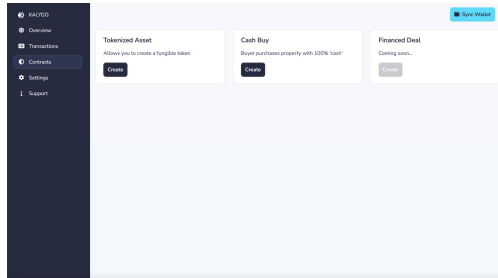 KALYGO
Overview
Transactions
Contracts
Settings
Support
Sync Wallet
Tokenized Asset
Allows you to create a fungible token
Create
Cash Buy
Buyer purchases property with 100% 'cash'
Create
Financed Deal
Coming soon...
Create